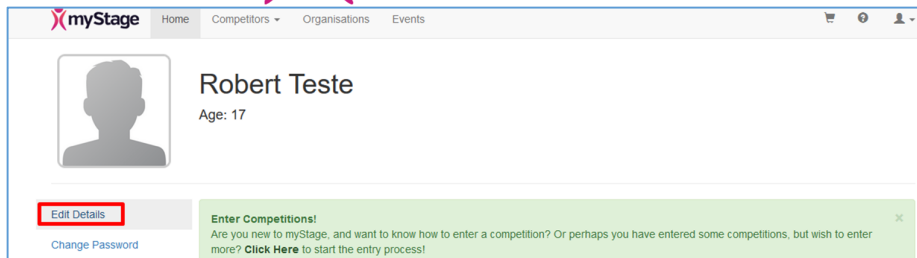 myStage Home Competitors Organisations Events
Robert Teste
Age: 17
Edit Details
Change Password
Enter Competitions!
Are you new to myStage, and want to know how to enter a competition? Or perhaps you have entered some competitions, but wish to enter
more? Click Here to start the entry process!